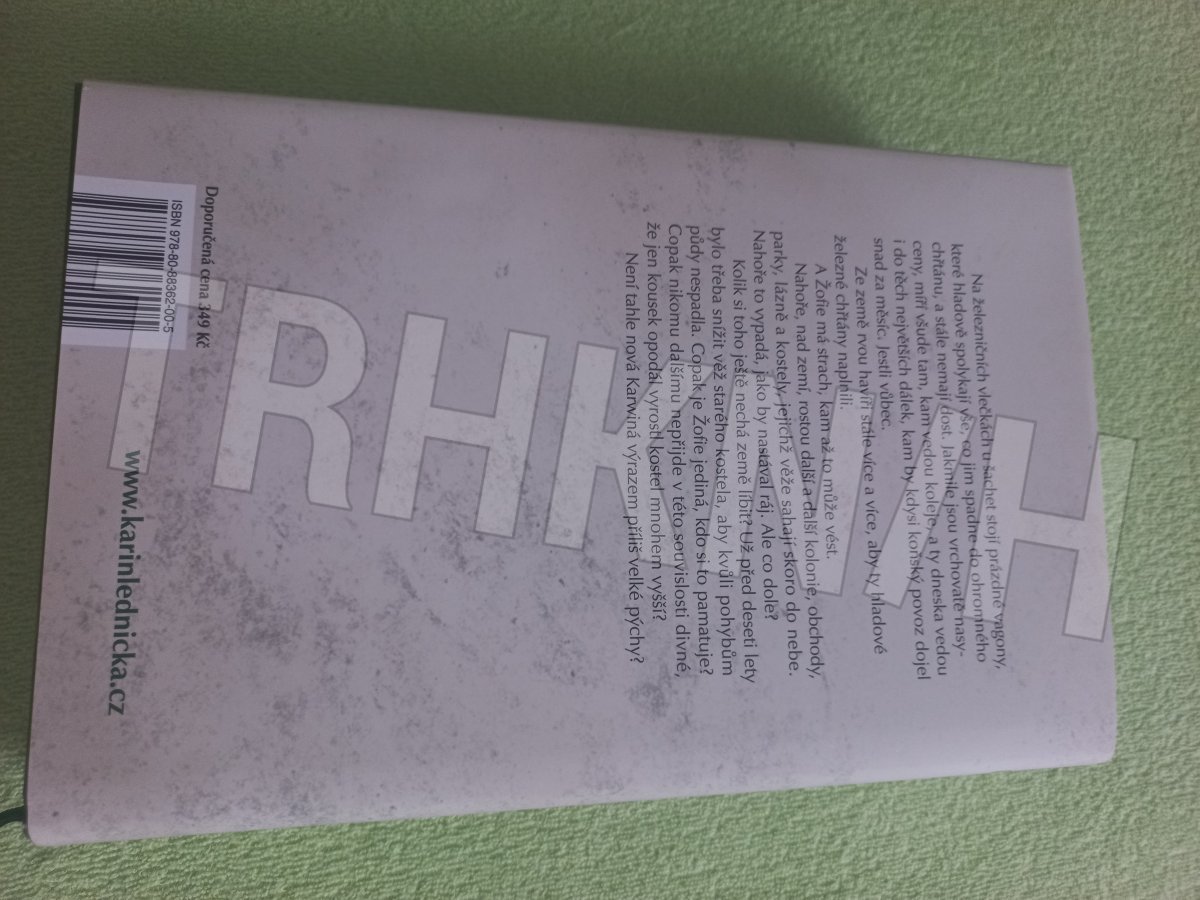 Na železničních vlečkách u šachet stojí prázdné vagony,
které hladově spolykají vše, co jim spadne do ohromného
chřtánu, a stále nemají dost. Jakmile jsou vrchovatě nasy-
ceny, míří všude tam, kam vedou koleje, a ty dneska vedou
i do těch největších dálek, kam by kdysi koňský povoz dojel
snad za měsíc. Jestli vůbec.
Ze země rvou havíři stále více a více, aby ty hladové
železné chřtány naplnili.
A Žofie má strach, kam až to může vést.
Nahoře, nad zemí, rostou další a další kolonie, obchody,
parky, lázně a kostely, jejichž věže sahají skoro do nebe.
Nahoře to vypadá, jako by nastával ráj. Ale co dole?
Kolik si toho ještě nechá země líbit? Už před deseti lety
bylo třeba snížit věž starého kostela, aby kvůli pohybům
půdy nespadla. Copak je Žofie jediná, kdo si to pamatuje?
Copak nikomu dalšímu nepřijde v této souvislosti divné,
že jen kousek opodál vyrostl kostel mnohem vyšší?
Není tahle nová Karwiná výrazem příliš velké pýchy?
Doporučená cena 349 Kč
ISBN 978-80-88362-00-5
www.karinlednicka.cz